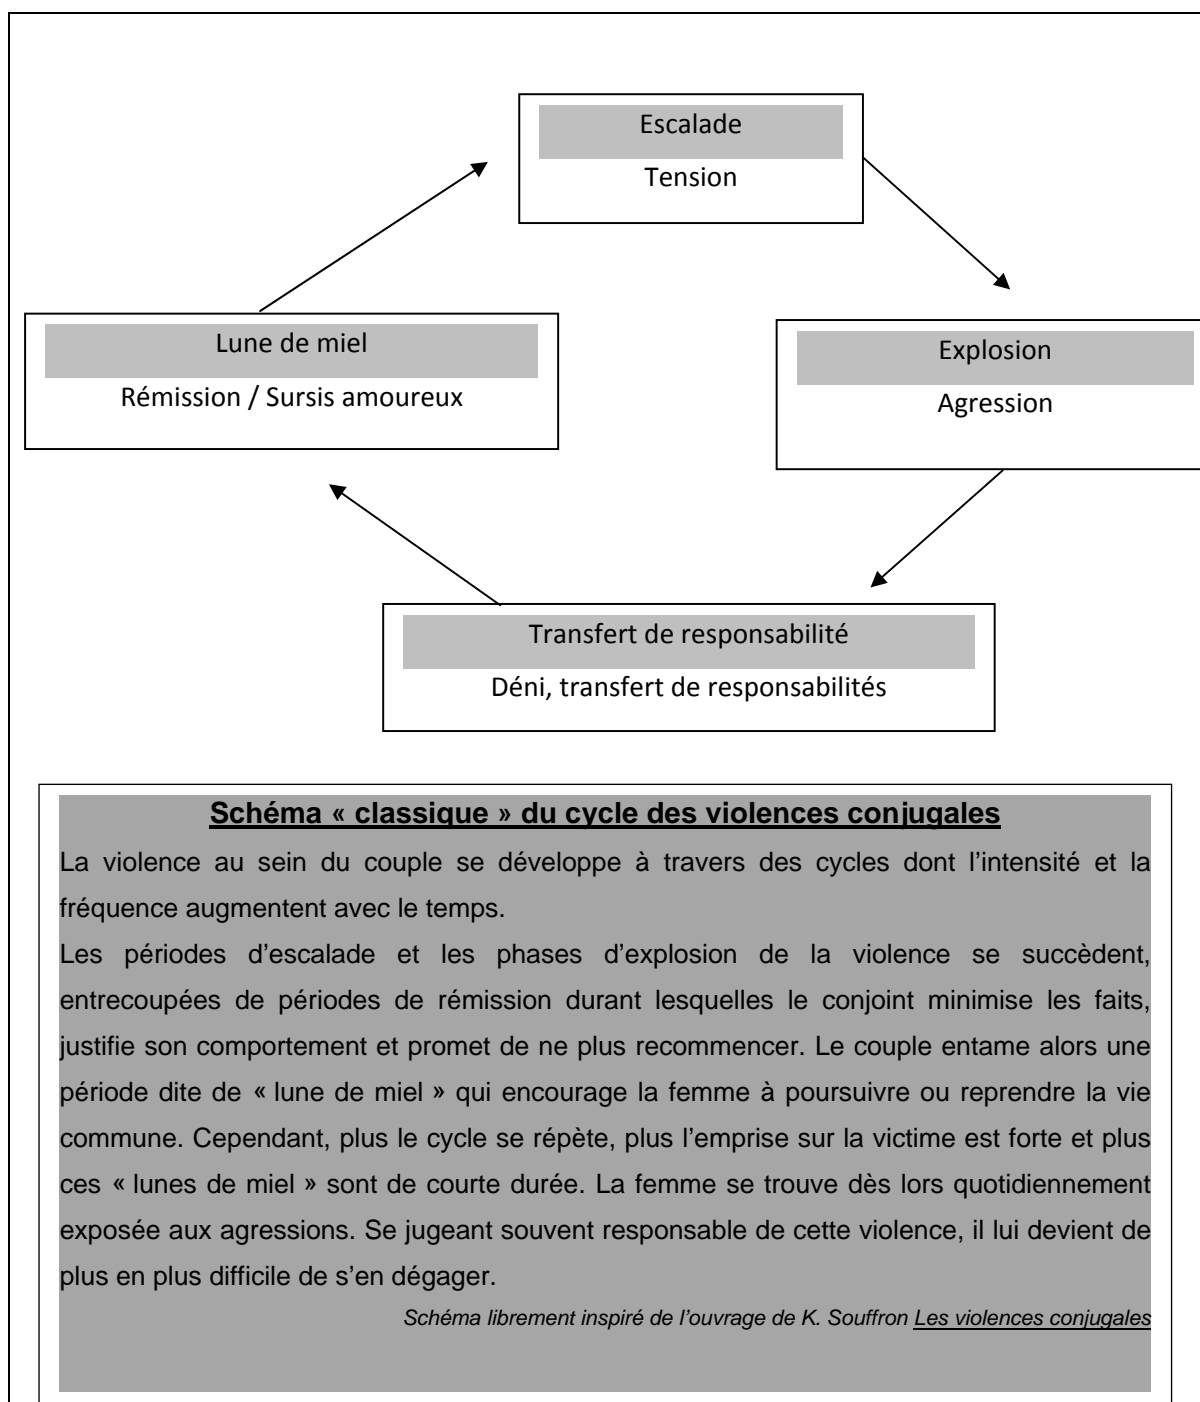 Escalade
Tension
Lune de miel
Rémission / Sursis amoureux
Explosion
Agression
Transfert de responsabilité
Déni, transfert de responsabilités
Schéma « classique » du cycle des violences conjugales
La violence au sein du couple se développe à travers des cycles dont l’intensité et la
fréquence augmentent avec le temps.
Les périodes d’escalade et les phases d’explosion de la violence se succèdent,
entrecoupées de périodes de rémission durant lesquelles le conjoint minimise les faits,
justifie son comportement et promet de ne plus recommencer. Le couple entame alors une
période dite de « lune de miel » qui encourage la femme à poursuivre ou reprendre la vie
commune. Cependant, plus le cycle se répète, plus l’emprise sur la victime est forte et plus
ces « lunes de miel » sont de courte durée. La femme se trouve dès lors quotidiennement
exposée aux agressions. Se jugeant souvent responsable de cette violence, il lui devient de
plus en plus difficile de s’en dégager.
Schéma librement inspiré de l’ouvrage de K. Souffron Les violences conjugales